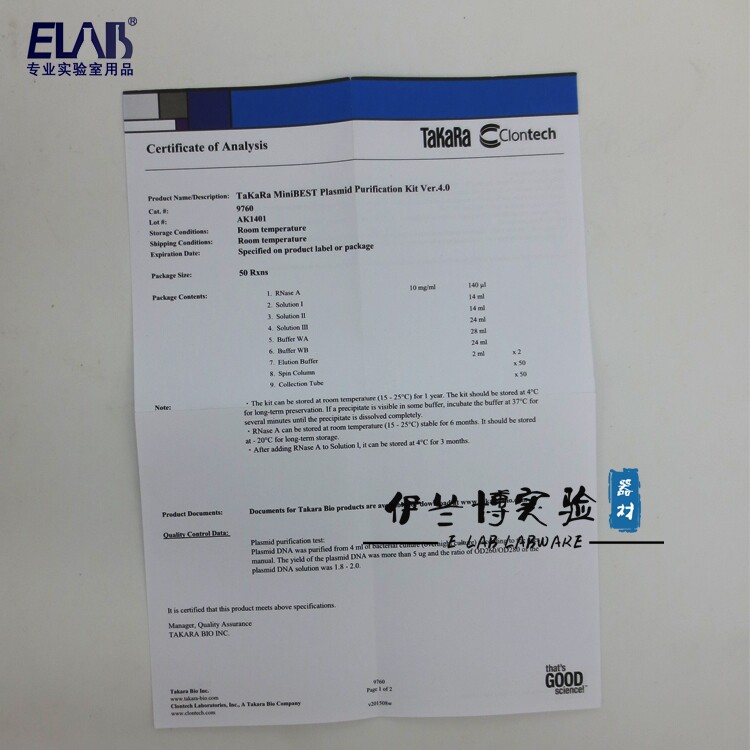 ELAB®
专业实验室用品
TaKaRa Clontech
Certificate of Analysis
Product Name/Description: TaKaRa MiniBEST Plasmid Purification Kit Ver.4.0
Cat. #: 9760
Lot #: AK1401
Storage Conditions: Room temperature
Shipping Conditions: Room temperature
Expiration Date: Specified on product label or package
Package Size: 50 Rxns
Package Contents:
1. RNase A 10 mg/ml 140 μl
2. Solution I 14 ml
3. Solution II 14 ml
4. Solution III 24 ml
5. Buffer WA 28 ml
6. Buffer WB 24 ml
7. Elution Buffer 2 ml x 2
8. Spin Column x 50
9. Collection Tube x 50
Note:
・The kit can be stored at room temperature (15 - 25°C) for 1 year. The kit should be stored at 4°C
for long-term preservation. If a precipitate is visible in some buffer, incubate the buffer at 37°C for
several minutes until the precipitate is dissolved completely.
・RNase A can be stored at room temperature (15 - 25°C) stable for 6 months. It should be stored
at - 20°C for long-term storage.
・After adding RNase A to Solution I, it can be stored at 4°C for 3 months.
Product Documents: Documents for Takara Bio products are
伊兰博实验
器材
E-LAB LABWARE
Quality Control Data:
Plasmid purification test:
Plasmid DNA was purified from 4 ml of bacterial culture
manual. The yield of the plasmid DNA was more than 5 ug and the ratio of OD260/OD280 of the
plasmid DNA solution was 1.8 - 2.0.
It is certified that this product meets above specifications.
Manager, Quality Assurance
TAKARA BIO INC.
that's
GOOD
science!
Takara Bio Inc.
www.takara-bio.com
Clontech Laboratories, Inc., A Takara Bio Company
www.clontech.com
9760
Page 1 of 2